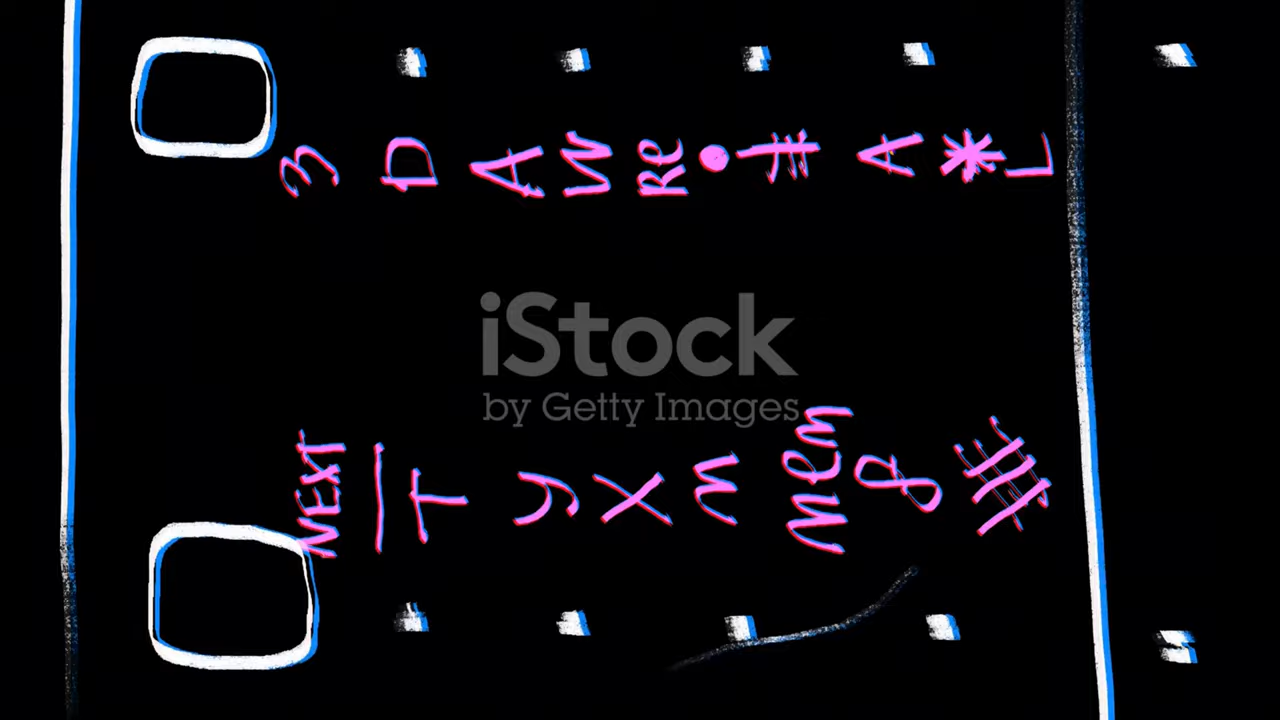 3 D A W Re • # A * L
iStock
by Getty Images
NEXT T y X m mem 8 #